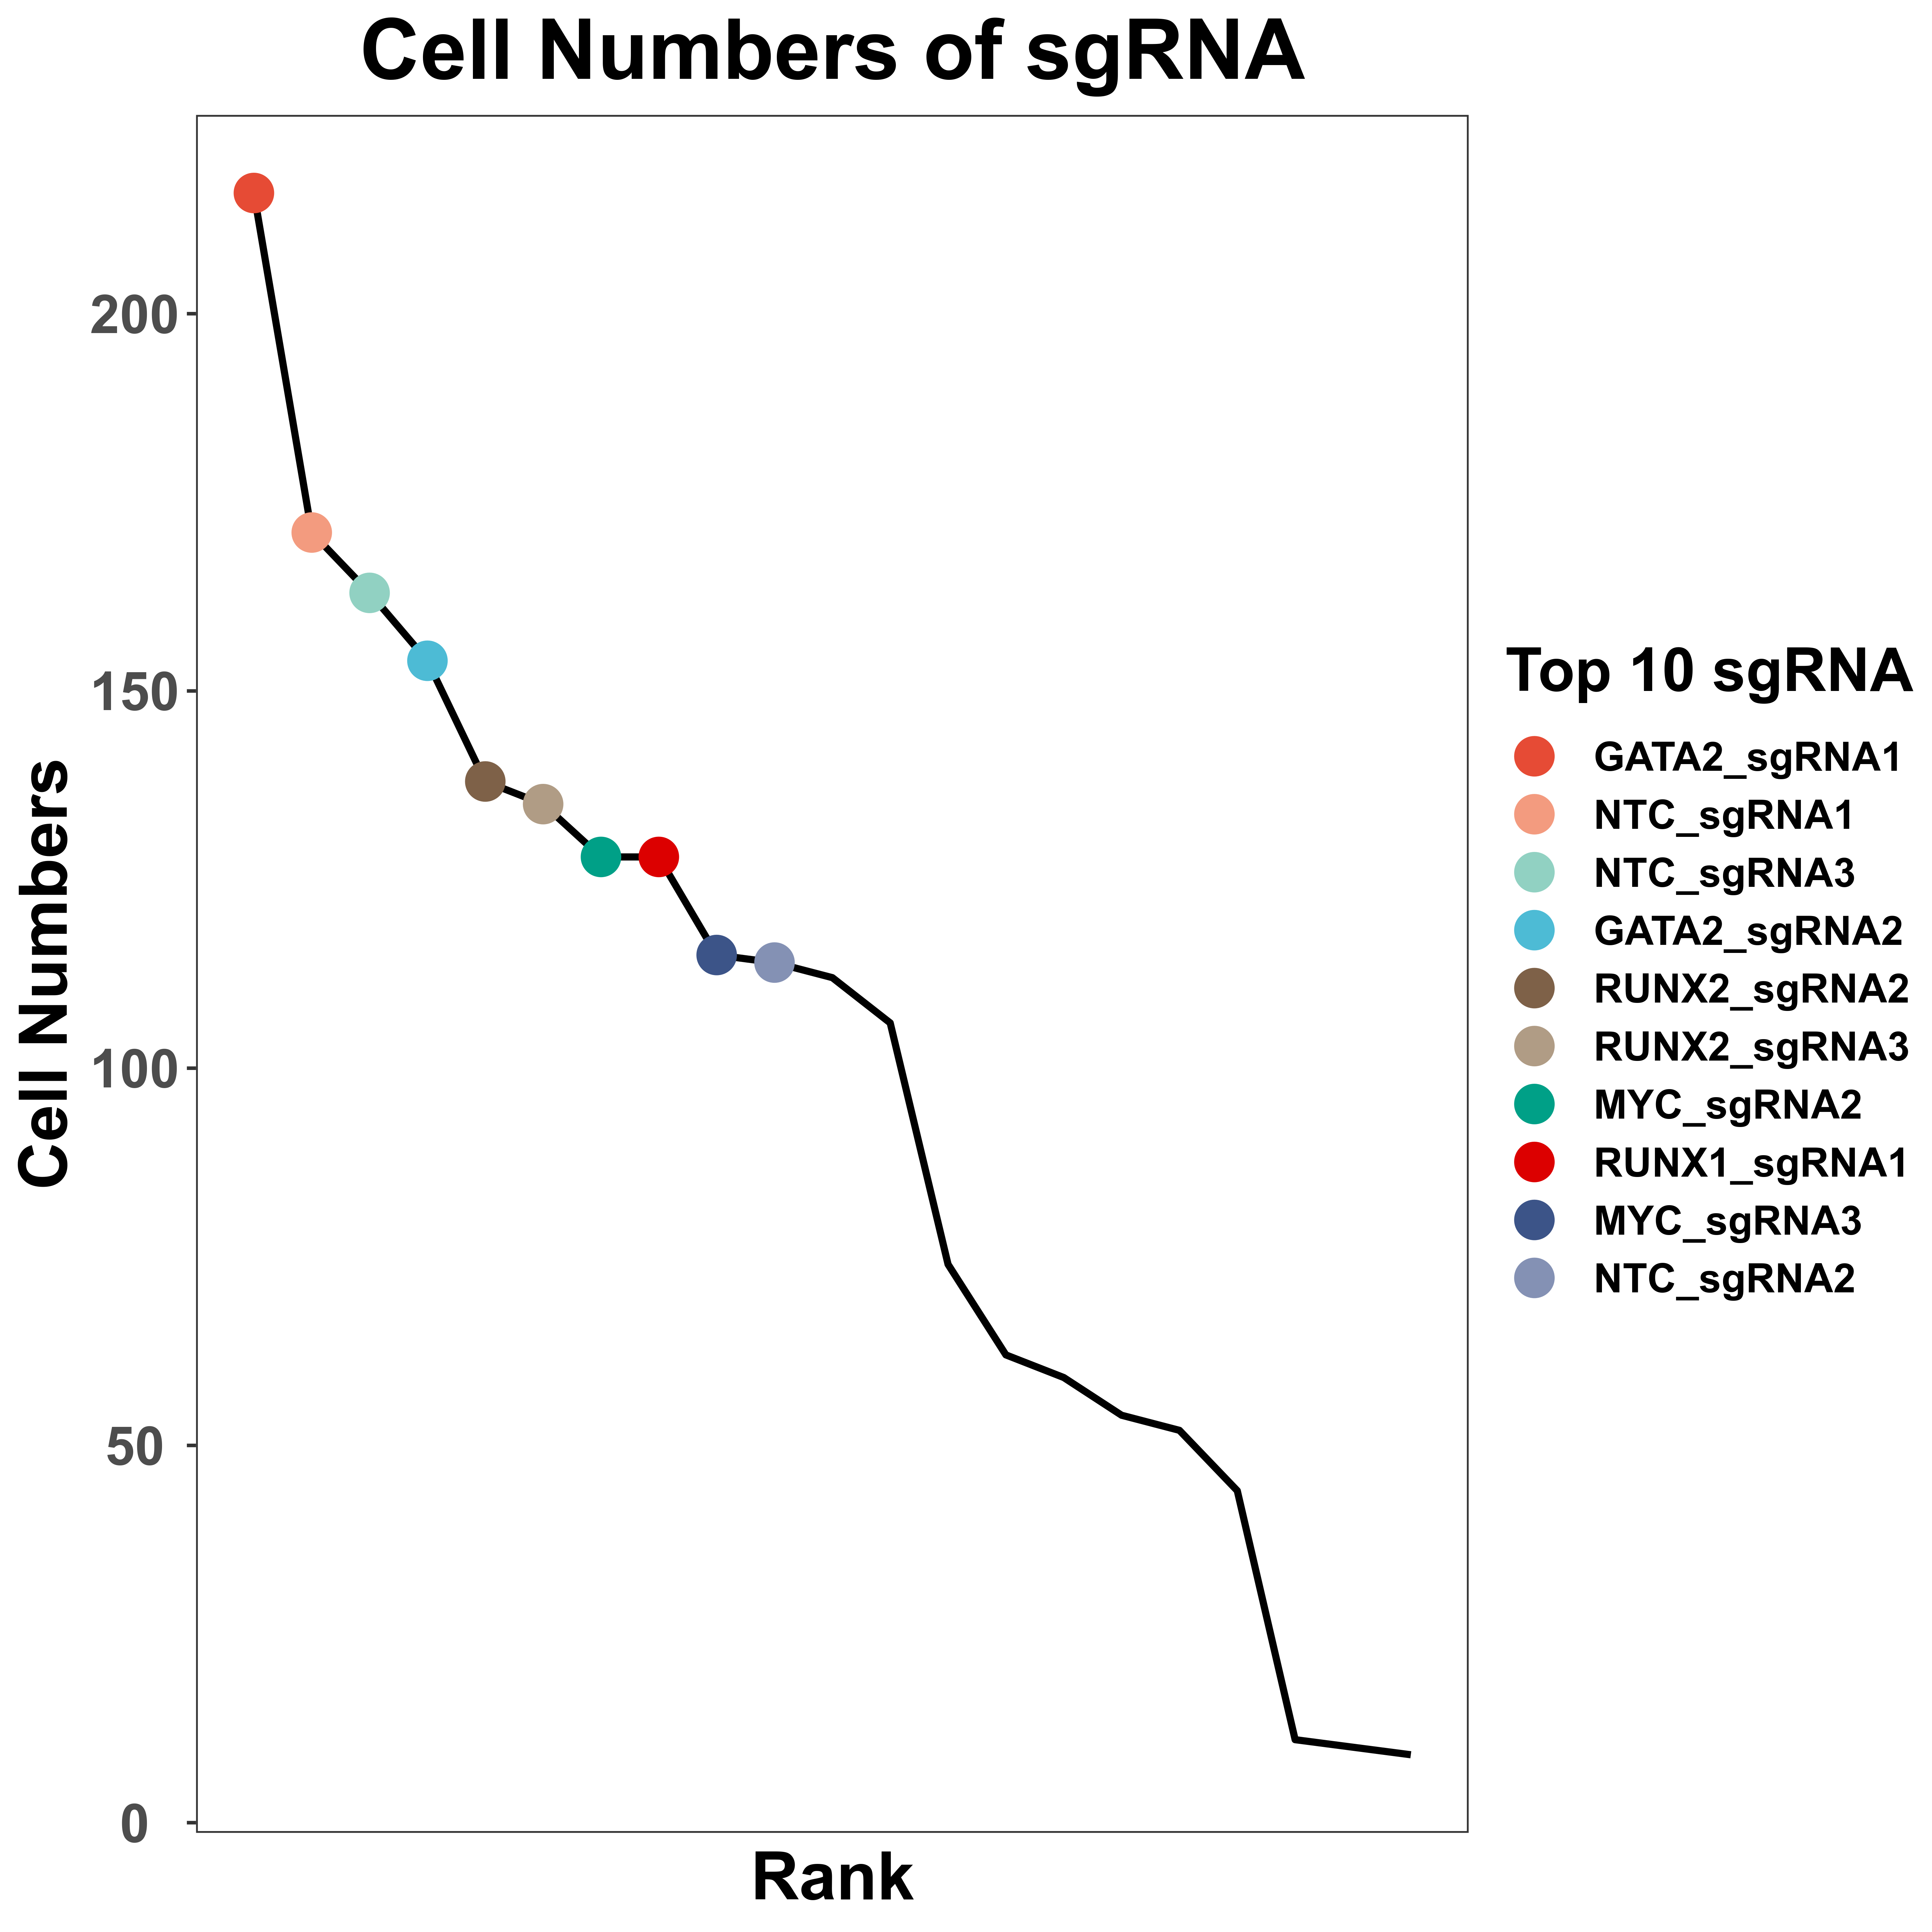 Cell Numbers of sgRNA
Cell Numbers
200
150
100
50
0
Rank
Top 10 sgRNA
GATA2_sgRNA1
NTC_sgRNA1
NTC_sgRNA3
GATA2_sgRNA2
RUNX2_sgRNA2
RUNX2_sgRNA3
MYC_sgRNA2
RUNX1_sgRNA1
MYC_sgRNA3
NTC_sgRNA2